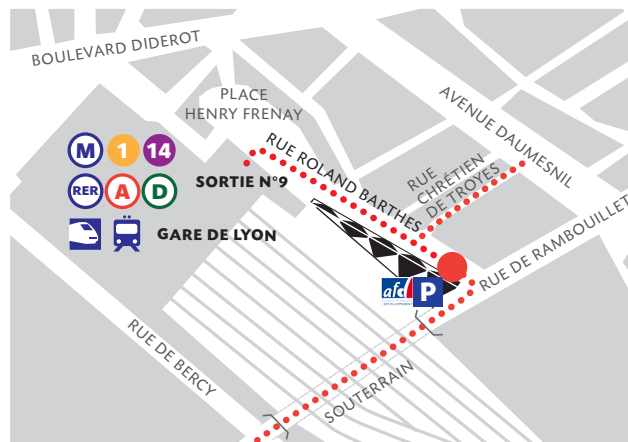 BOULEVARD DIDEROT
PLACE
HENRY FRENAY
AVENUE DAUMESNIL
M 1 14
RER A D
SORTIE N°9
GARE DE LYON
RUE ROLAND BARTHES
RUE
CHRÉTIEN
DE TROYES
RUE DE RAMBOUILLET
afd P
RUE DE BERCY
SOUTERRAIN